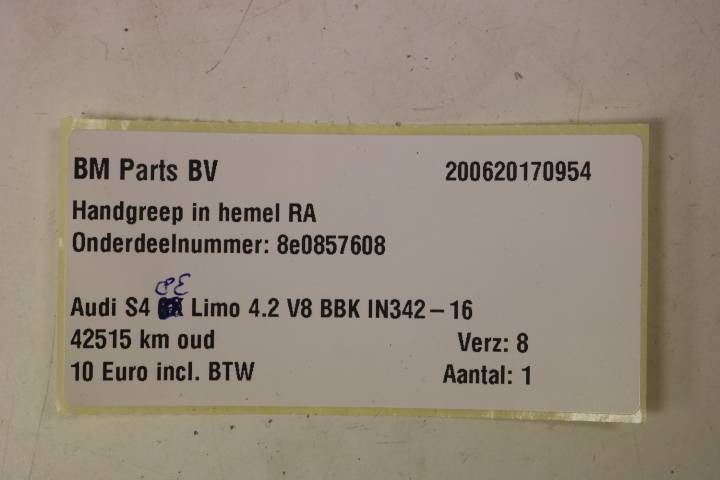 BM Parts BV 200620170954
Handgreep in hemel RA
Onderdeelnummer: 8e0857608
8E
Audi S4 Limo 4.2 V8 BBK IN342-16
42515 km oud Verz: 8
10 Euro incl. BTW Aantal: 1